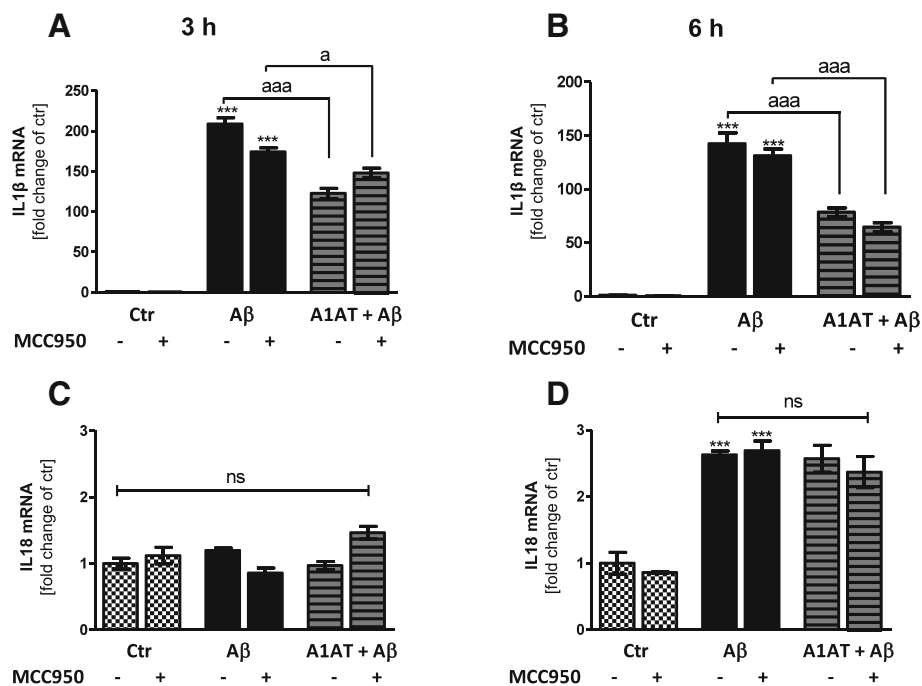 A
3 h
B
6 h
IL1β mRNA
[fold change of ctr]
250
200
150
100
50
0
***
***
aaa
a
Ctr
Aβ
A1AT + Aβ
MCC950
- + - + - +
IL1β mRNA
[fold change of ctr]
200
150
100
50
0
***
***
aaa
aaa
Ctr
Aβ
A1AT + Aβ
MCC950
- + - + - +
C
IL18 mRNA
[fold change of ctr]
3
2
1
0
ns
Ctr
Aβ
A1AT + Aβ
MCC950
- + - + - +
D
IL18 mRNA
[fold change of ctr]
3
2
1
0
***
***
ns
Ctr
Aβ
A1AT + Aβ
MCC950
- + - + - +